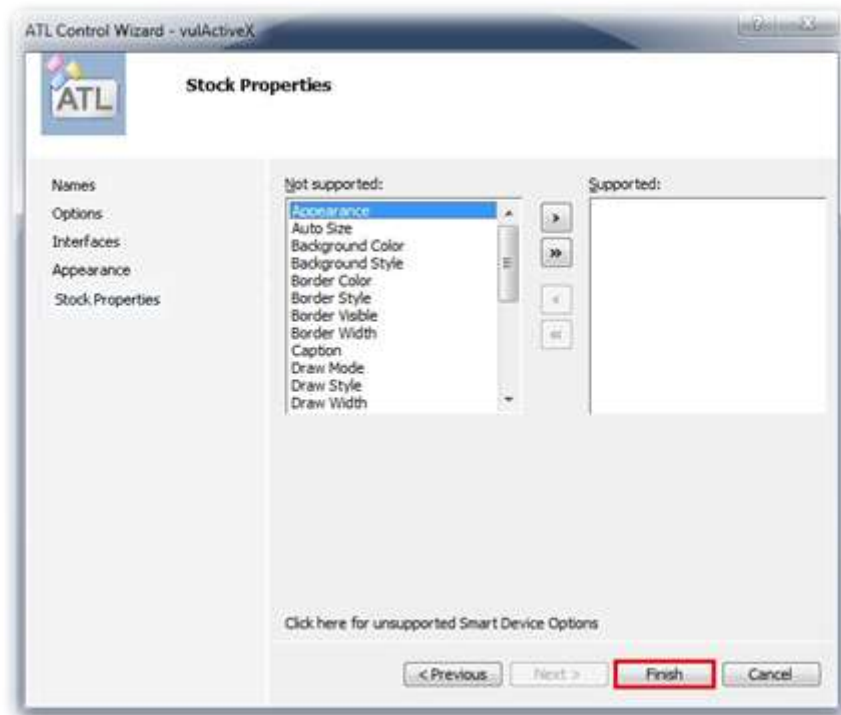 ATL Control Wizard - vulActiveX
ATL
Stock Properties
Names
Options
Interfaces
Appearance
Stock Properties
Not supported:
Appearance
Auto Size
Background Color
Background Style
Border Color
Border Style
Border Visible
Border Width
Caption
Draw Mode
Draw Style
Draw Width
>
>>
<
<<
Supported:
Click here for unsupported Smart Device Options
< Previous
Next >
Finish
Cancel